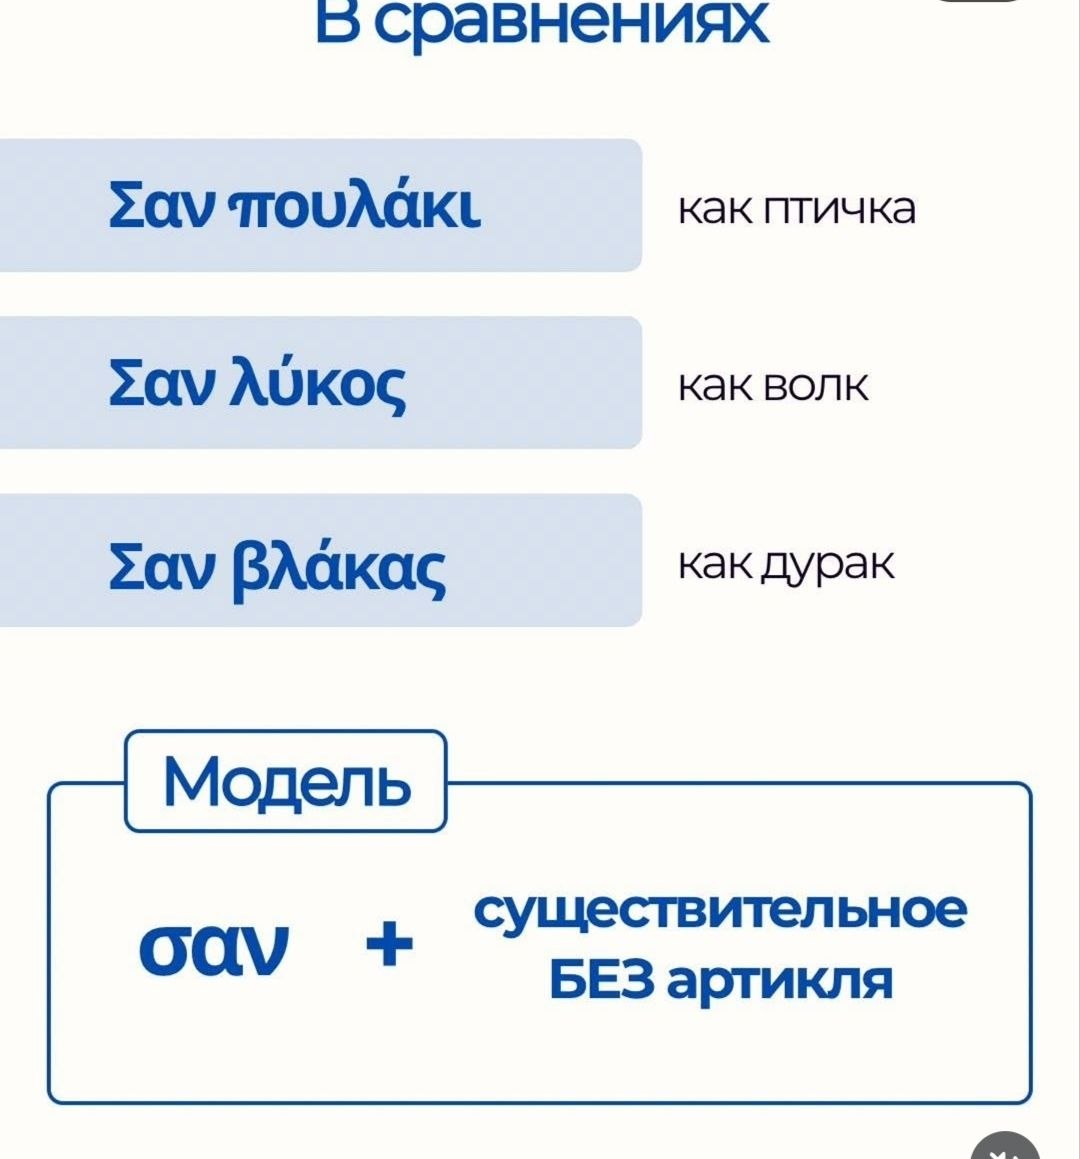 В сравнениях
Σαν πουλάκι
как птичка
Σαν λύκος
как волк
Σαν βλάκας
как дурак
Модель
σαν + существительное
БЕЗ артикля